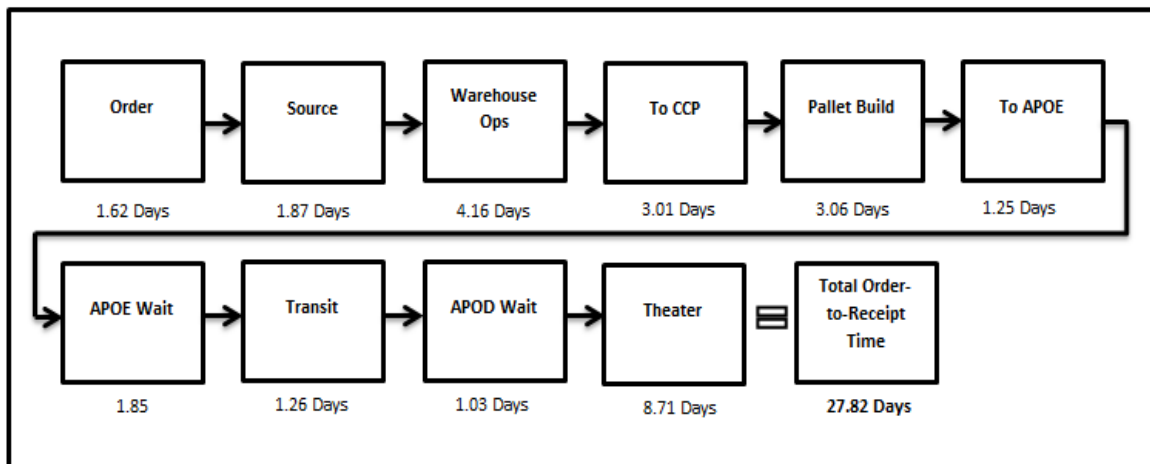 Order
Source
Warehouse
Ops
To CCP
Pallet Build
To APOE
1.62 Days
1.87 Days
4.16 Days
3.01 Days
3.06 Days
1.25 Days
APOE Wait
Transit
APOD Wait
Theater
Total Order-
to-Receipt
Time
1.85
1.26 Days
1.03 Days
8.71 Days
27.82 Days